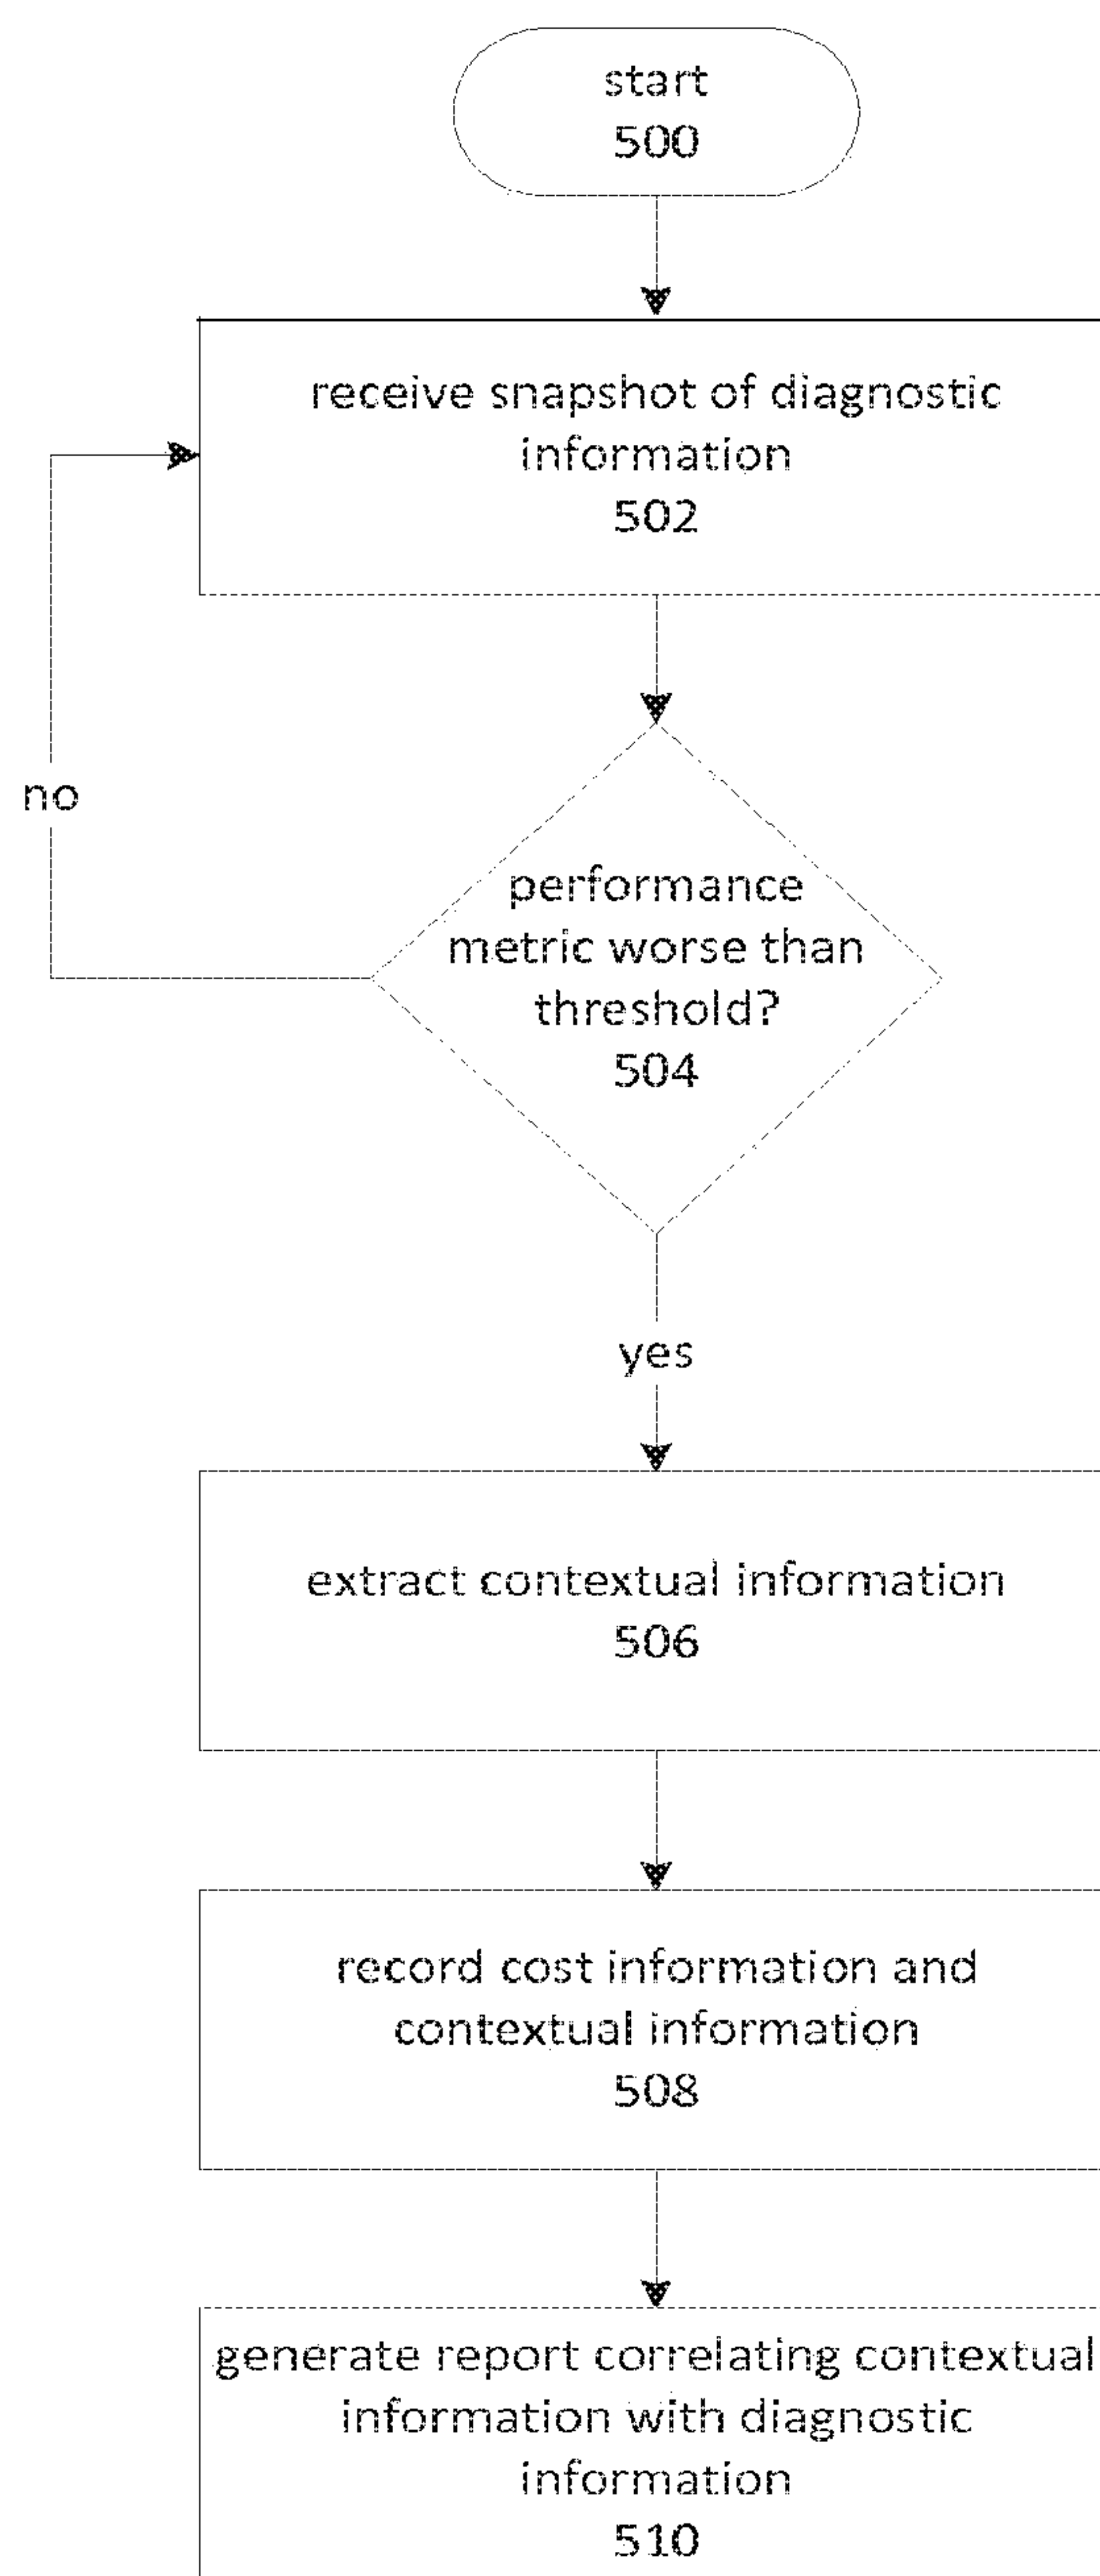 start
500
receive snapshot of diagnostic
information
502
no
performance
metric worse than
threshold?
504
yes
extract contextual information
506
record cost information and
contextual information
508
generate report correlating contextual
information with diagnostic
information
510